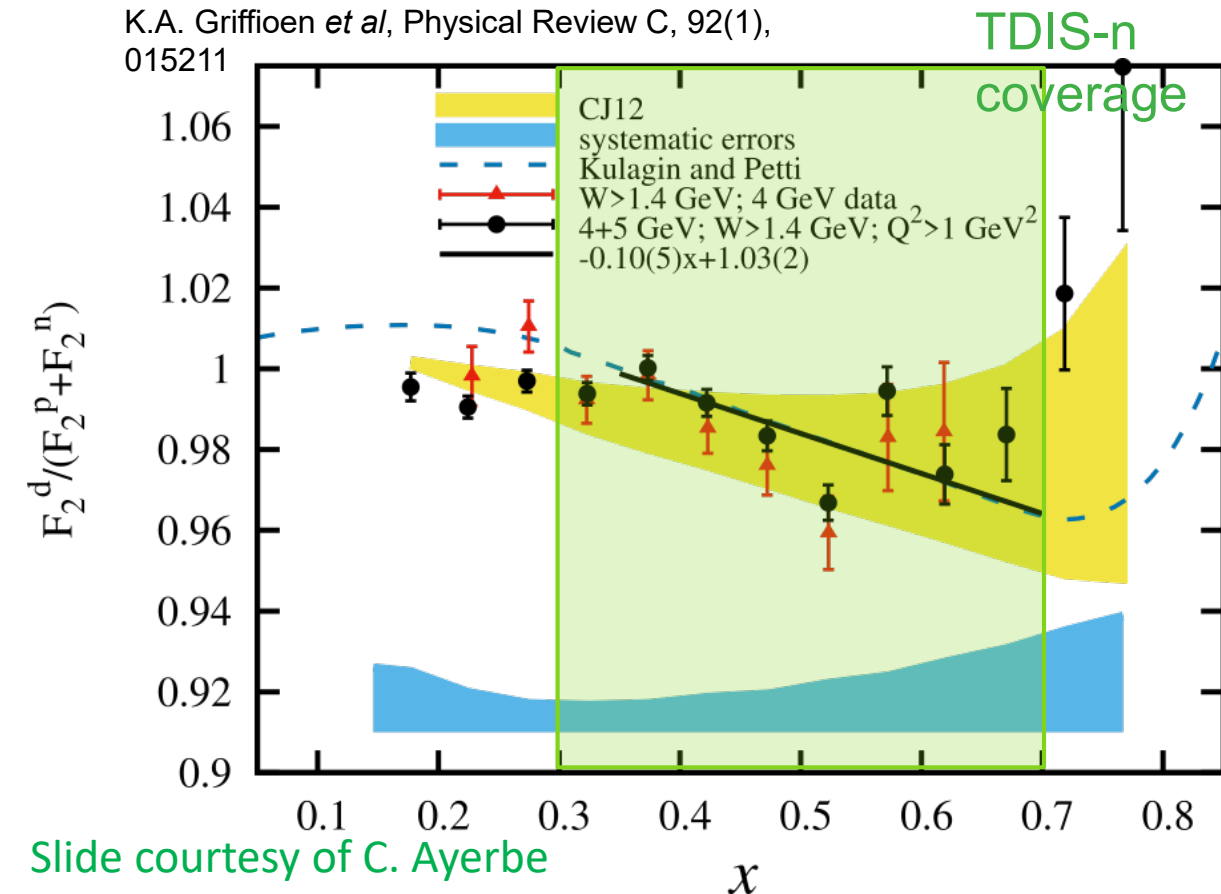 K.A. Griffioen et al, Physical Review C, 92(1),
015211
TDIS-n
coverage
CJ12
systematic errors
Kulagin and Petti
W>1.4 GeV; 4 GeV data
4+5 GeV; W>1.4 GeV; Q²>1 GeV²
-0.10(5)x+1.03(2)
1.06
1.04
1.02
1
0.98
0.96
0.94
0.92
0.9
F₂ᵈ/(F₂ᵖ+F₂ⁿ)
0.1 0.2 0.3 0.4 0.5 0.6 0.7 0.8
x
Slide courtesy of C. Ayerbe